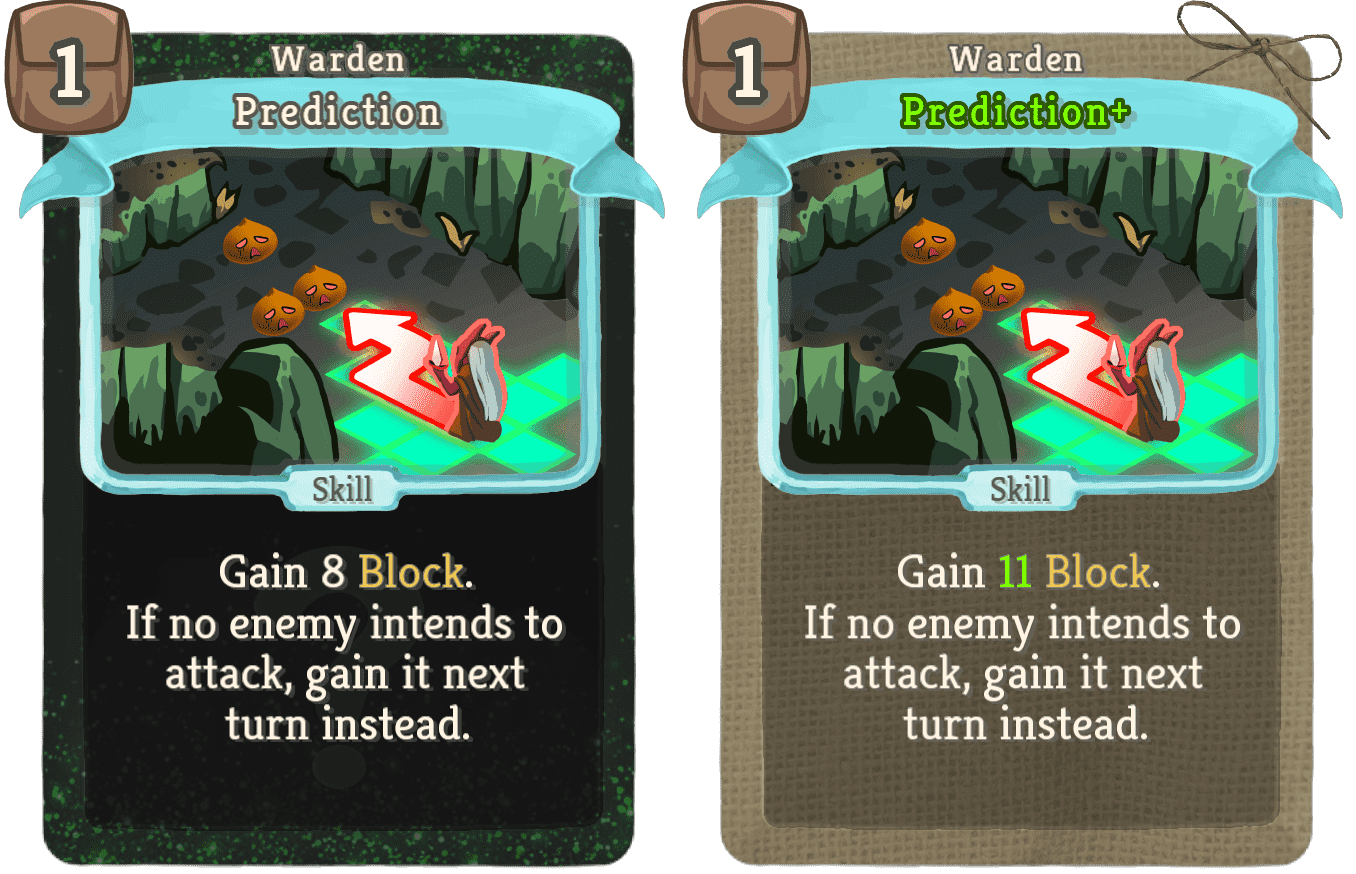 1
Warden
Prediction
Skill
Gain 8 Block.
If no enemy intends to
attack, gain it next
turn instead.
1
Warden
Prediction+
Skill
Gain 11 Block.
If no enemy intends to
attack, gain it next
turn instead.